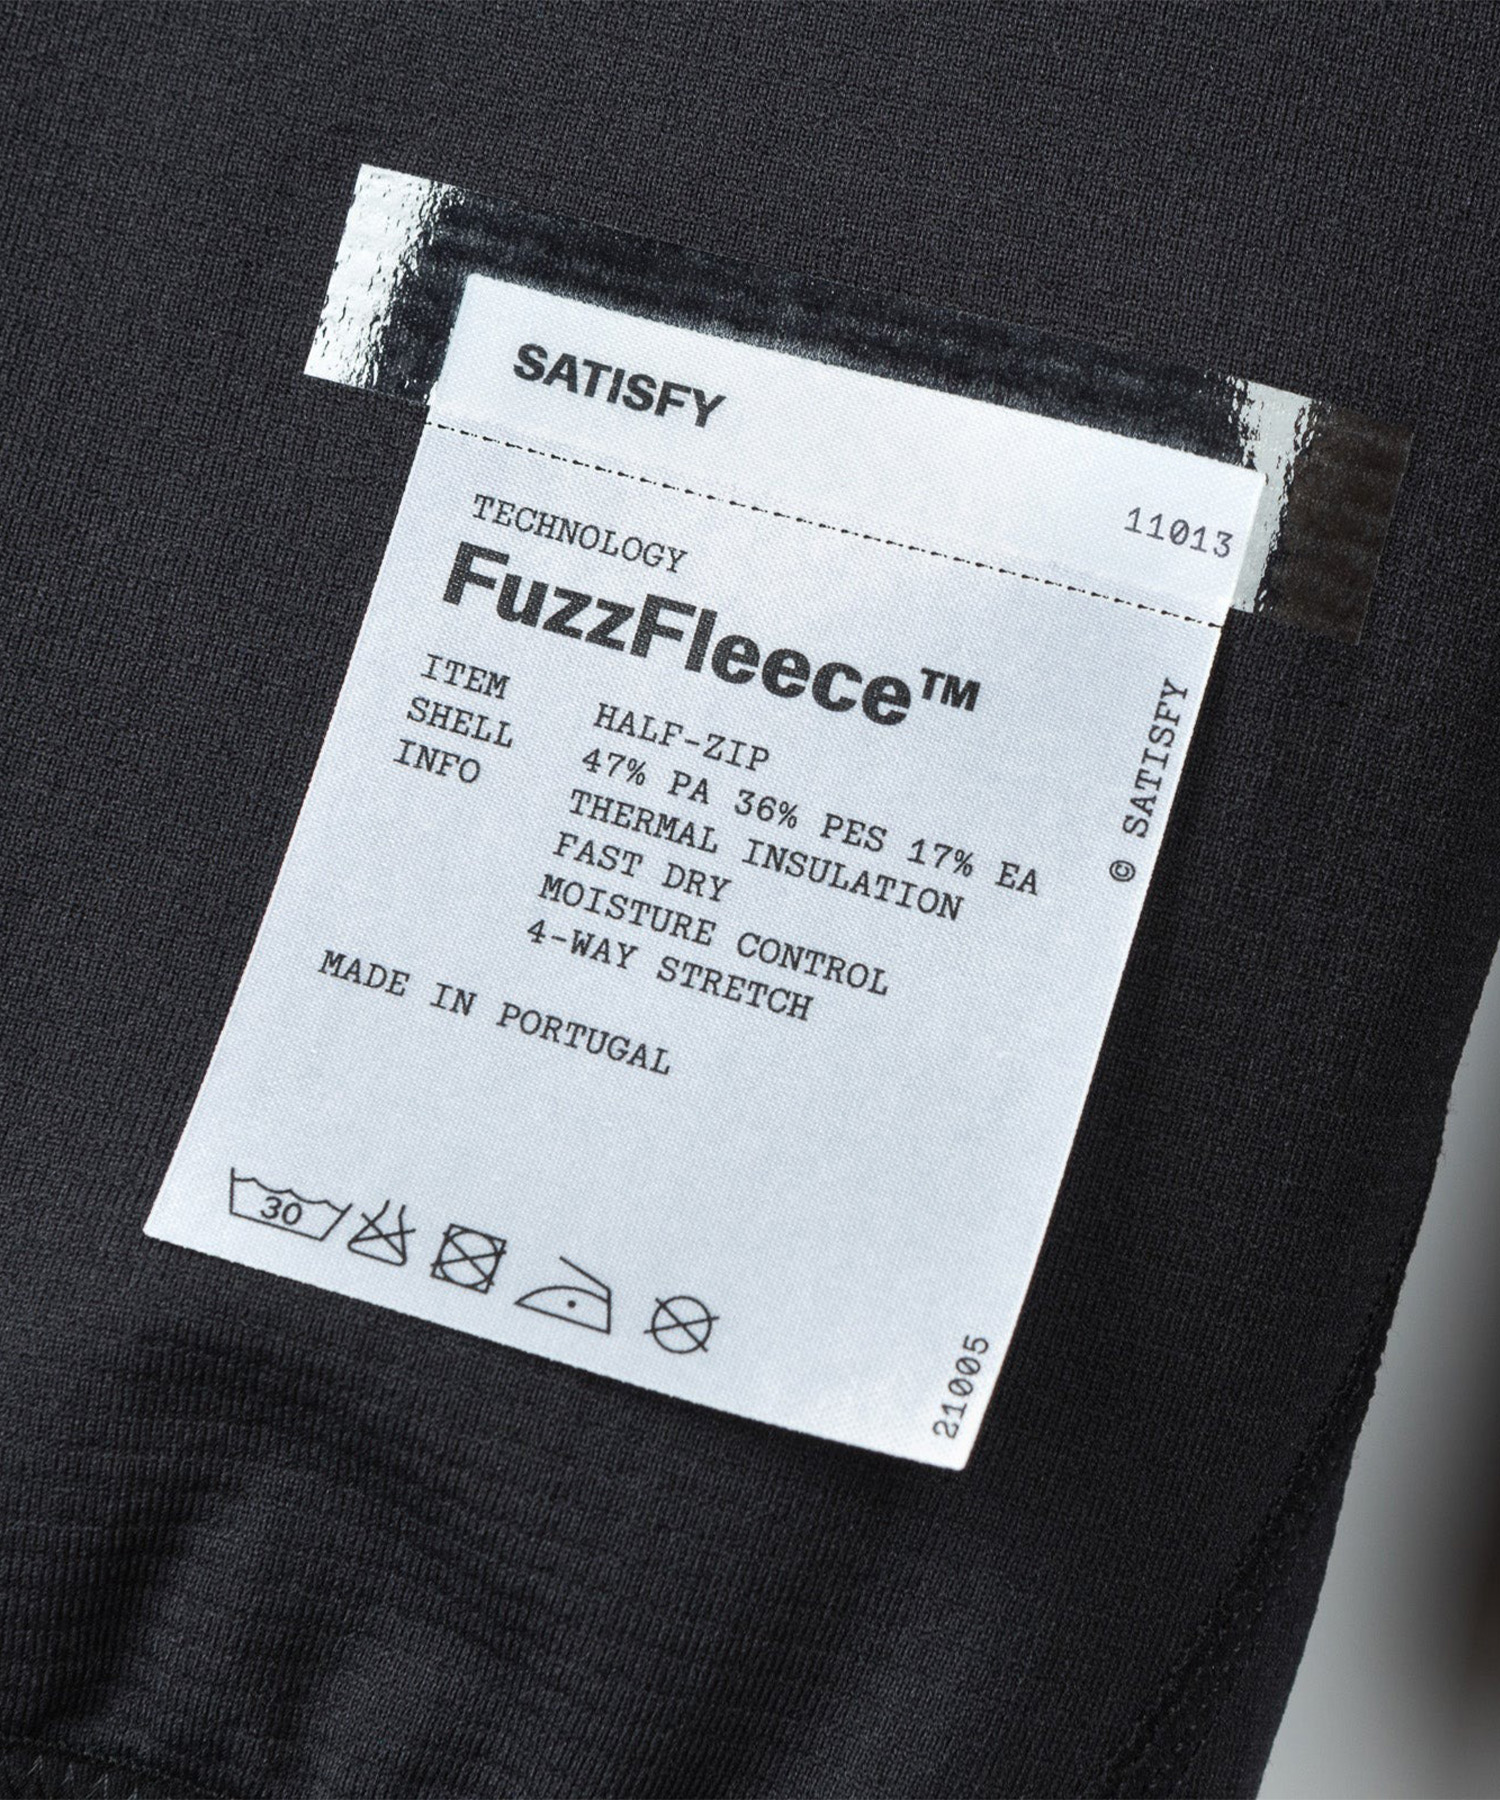 SATISFY
11013
TECHNOLOGY
FuzzFleece™
ITEM HALF-ZIP
SHELL 47% PA 36% PES 17% EA
INFO THERMAL INSULATION
FAST DRY
MOISTURE CONTROL
4-WAY STRETCH
MADE IN PORTUGAL
© SATISFY
30
21005